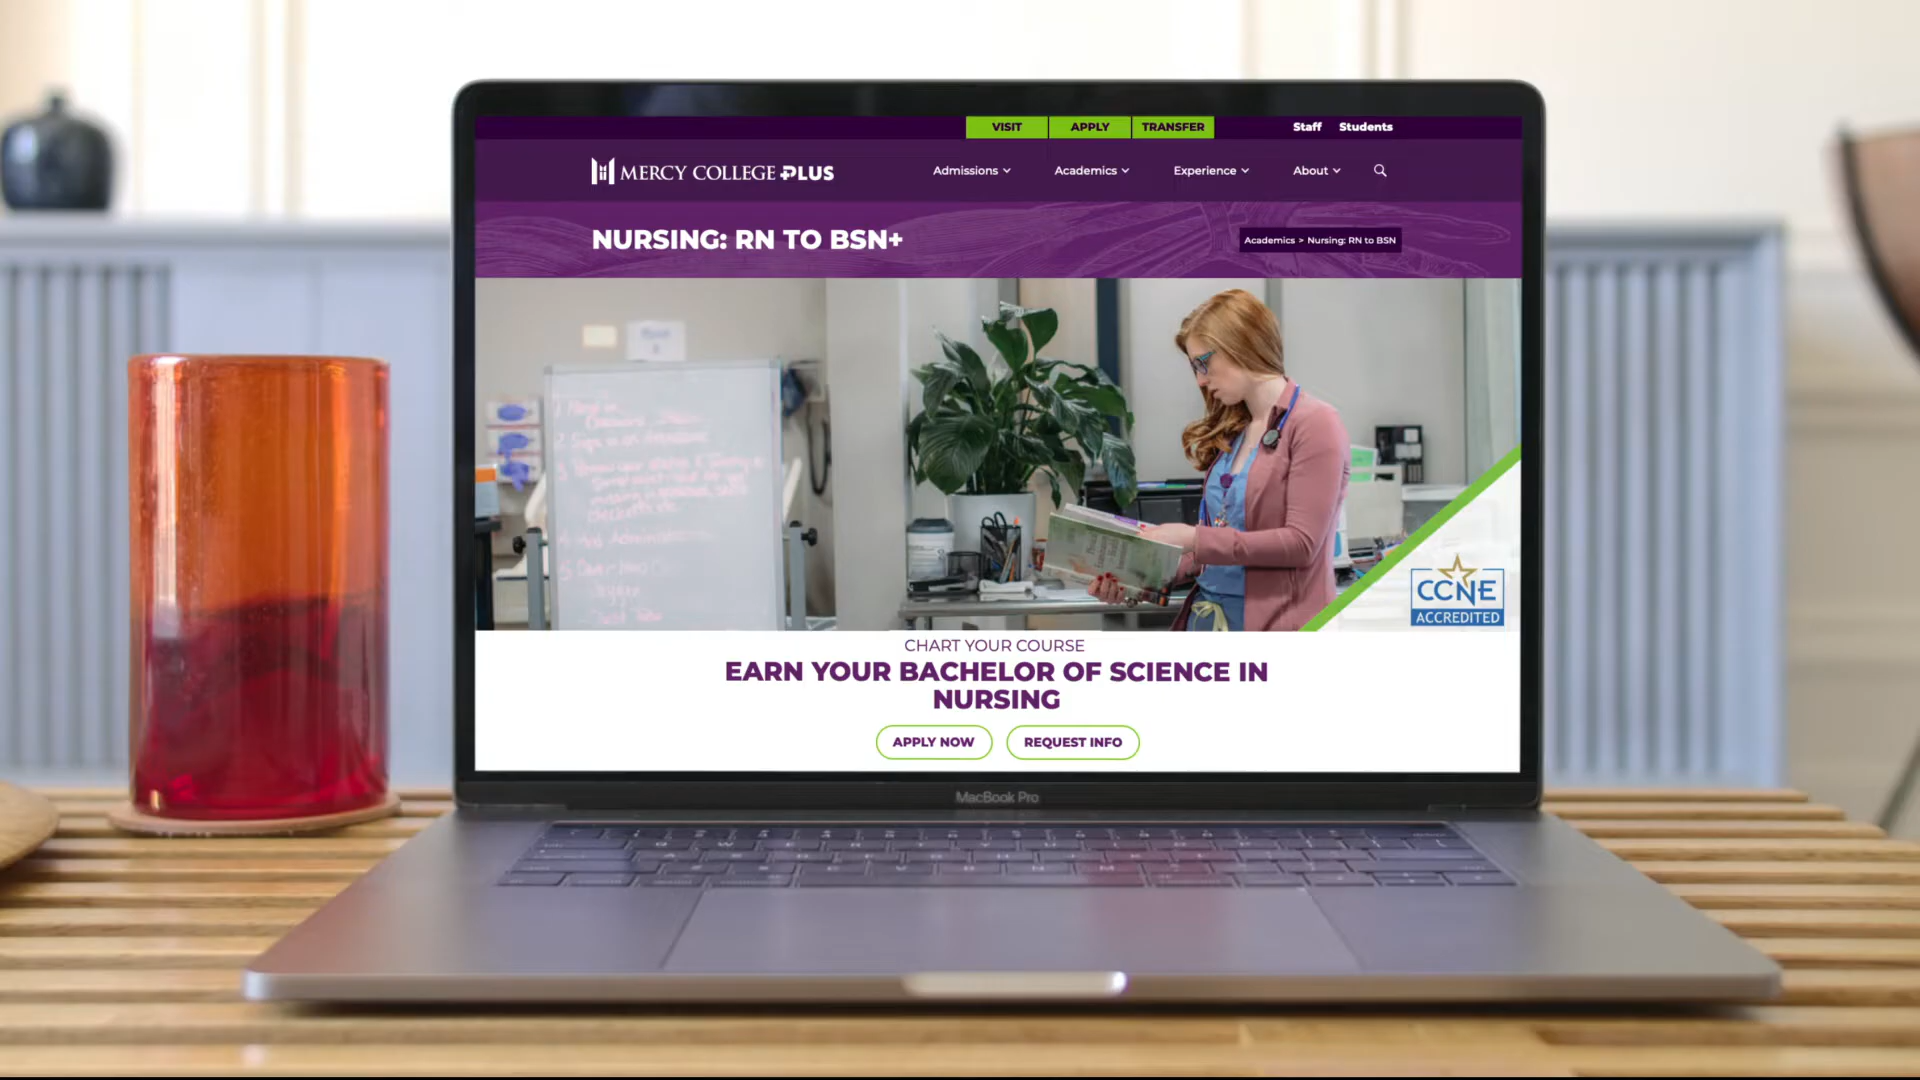 VISIT APPLY TRANSFER Staff Students
MERCY COLLEGE PLUS
Admissions Academics Experience About
NURSING: RN TO BSN+
Academics > Nursing: RN to BSN
CCNE
ACCREDITED
CHART YOUR COURSE
EARN YOUR BACHELOR OF SCIENCE IN
NURSING
APPLY NOW REQUEST INFO
MacBook Pro